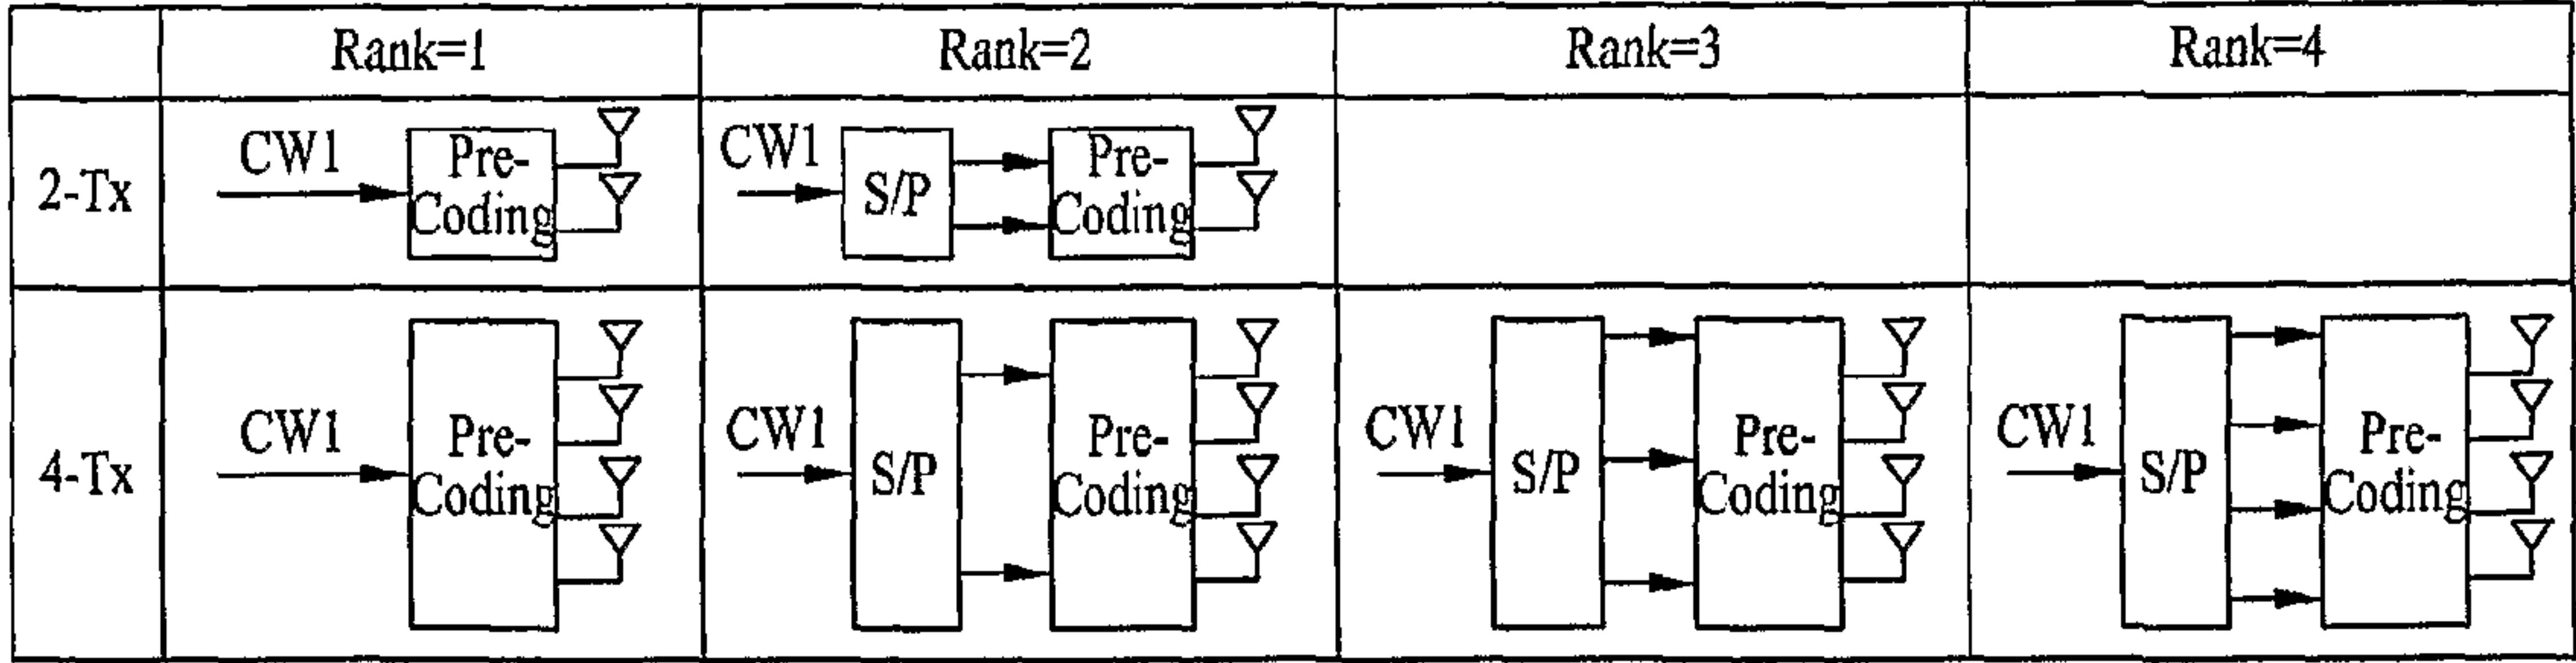 Rank=1
Rank=2
Rank=3
Rank=4
2-Tx
CW1
Pre-
Coding
CW1
S/P
Pre-
Coding
4-Tx
CW1
Pre-
Coding
CW1
S/P
Pre-
Coding
CW1
S/P
Pre-
Coding
CW1
S/P
Pre-
Coding